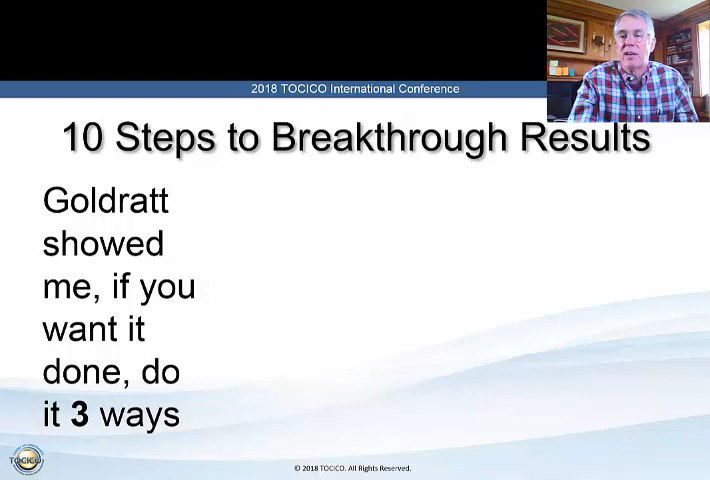 2018 TOCICO International Conference
10 Steps to Breakthrough Results
Goldratt
showed
me, if you
want it
done, do
it 3 ways
TOCICO
© 2018 TOCICO. All Rights Reserved.